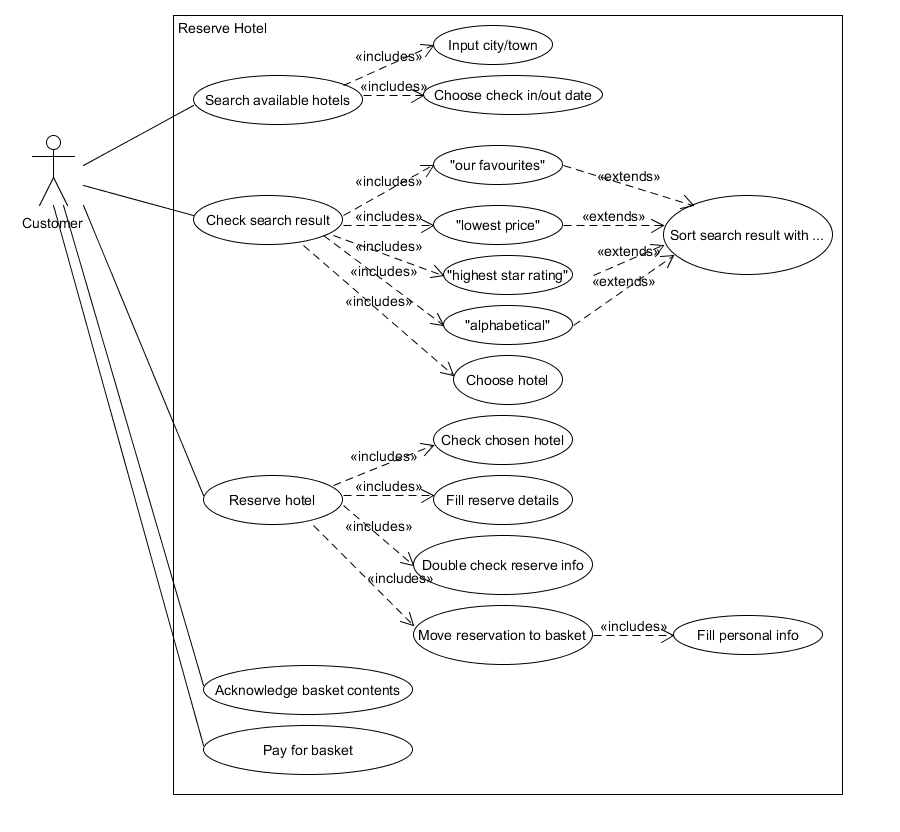 Reserve Hotel
«includes»
Input city/town
Search available hotels
«includes»
Choose check in/out date
Customer
Check search result
«includes»
"our favourites"
«extends»
«includes»
"lowest price"
«extends»
Sort search result with ...
«includes»
"highest star rating"
«extends»
«includes»
"alphabetical"
«extends»
«includes»
Choose hotel
Reserve hotel
«includes»
Check chosen hotel
«includes»
Fill reserve details
«includes»
Double check reserve info
«includes»
Move reservation to basket
«includes»
Fill personal info
Acknowledge basket contents
Pay for basket